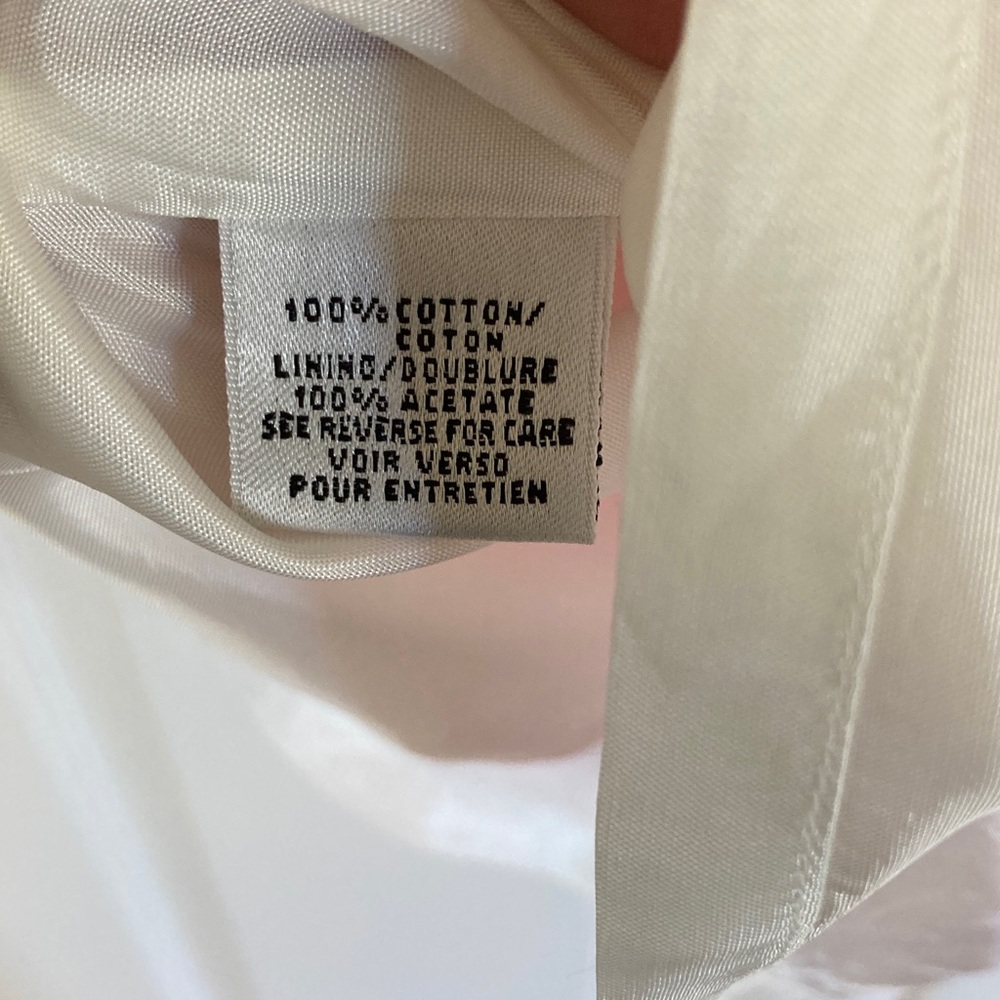 100% COTTON/
COTON
LINING/DOUBLURE
100% ACETATE
SEE REVERSE FOR CARE
VOIR VERSO
POUR ENTRETIEN